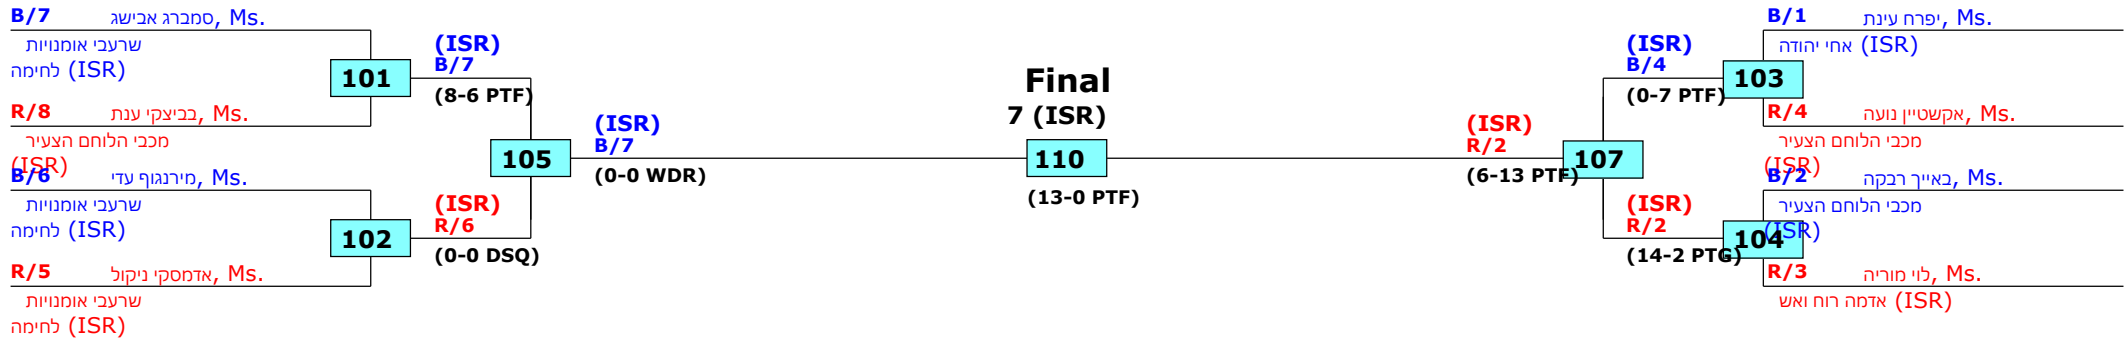 B/7 סמברג אבישג, Ms.
שרעבי אומנויות
לחימה (ISR)
101
R/8 בביצקי ענת, Ms.
מכבי הלוחם הצעיר
(ISR)
B/6 מירנגוף עדי, Ms.
שרעבי אומנויות
לחימה (ISR)
102
R/5 אדמסקי ניקול, Ms.
שרעבי אומנויות
לחימה (ISR)
(ISR)
B/7
(8-6 PTF)
105
(ISR)
R/6
(0-0 DSQ)
(ISR)
B/7
(0-0 WDR)
Final
7 (ISR)
110
(13-0 PTF)
(ISR)
R/2
(6-13 PTF)
107
(ISR)
B/4
(0-7 PTF)
(ISR)
R/2
(14-2 PTG)
B/1 יפרח עינת, Ms.
אחי יהודה (ISR)
103
R/4 אקשטיין נועה, Ms.
מכבי הלוחם הצעיר
(ISR)
B/2 באייך רבקה, Ms.
מכבי הלוחם הצעיר
(ISR)
104
R/3 לוי מוריה, Ms.
אדמה רוח ואש (ISR)